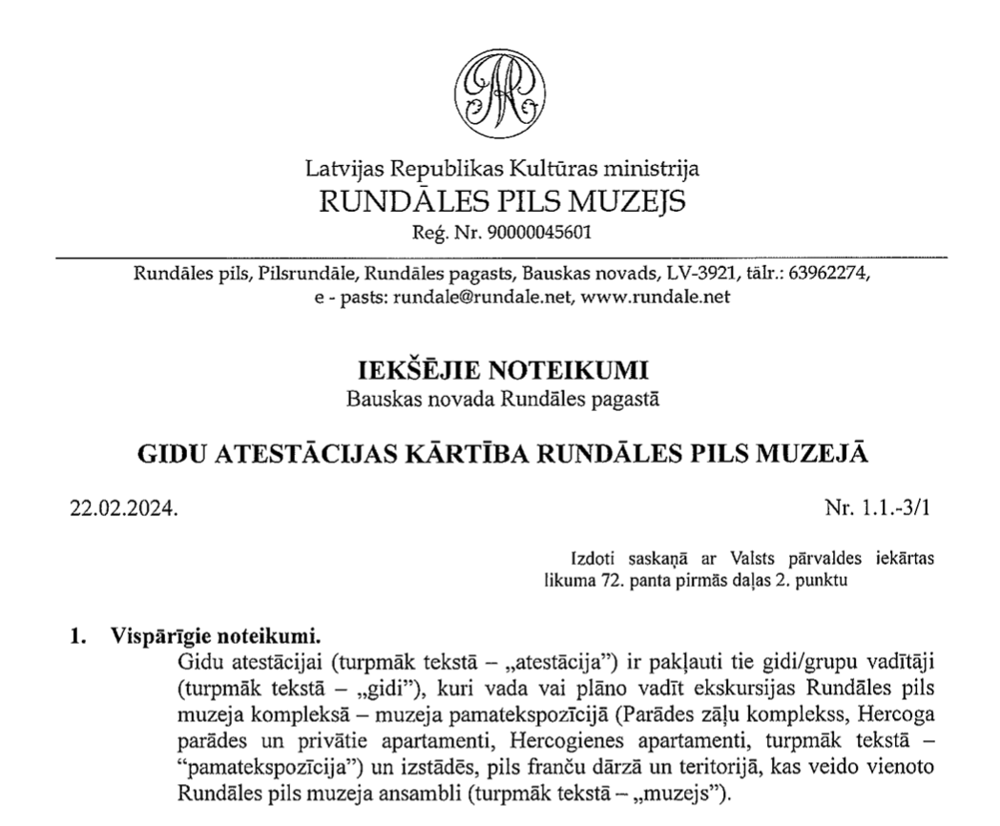 Latvijas Republikas Kultūras ministrija
RUNDĀLES PILS MUZEJS
Reģ. Nr. 90000045601
Rundāles pils, Pilsrundāle, Rundāles pagasts, Bauskas novads, LV-3921, tālr.: 63962274,
e - pasts: rundale@rundale.net, www.rundale.net
IEKŠĒJIE NOTEIKUMI
Bauskas novada Rundāles pagastā
GIDU ATESTĀCIJAS KĀRTĪBA RUNDĀLES PILS MUZEJĀ
22.02.2024. Nr. 1.1.-3/1
Izdoti saskaņā ar Valsts pārvaldes iekārtas
likuma 72. panta pirmās daļas 2. punktu
1. Vispārīgie noteikumi.
Gidu atestācijai (turpmāk tekstā – „atestācija”) ir pakļauti tie gidi/grupu vadītāji
(turpmāk tekstā – „gidi”), kuri vada vai plāno vadīt ekskursijas Rundāles pils
muzeja kompleksā – muzeja pamatekspozīcijā (Parādes zāļu komplekss, Hercoga
parādes un privātie apartamenti, Hercogienes apartamenti, turpmāk tekstā –
“pamatekspozīcija”) un izstādēs, pils franču dārzā un teritorijā, kas veido vienoto
Rundāles pils muzeja ansambli (turpmāk tekstā – „muzejs”).